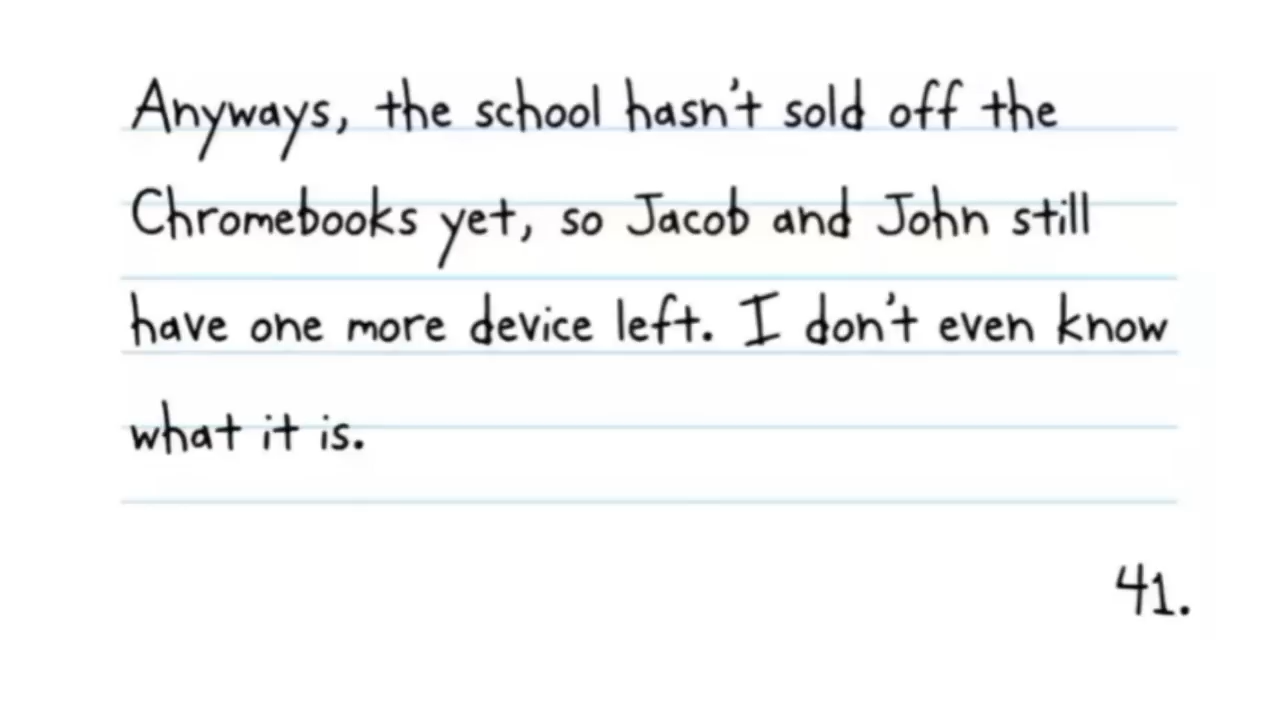 Anyways, the school hasn't sold off the
Chromebooks yet, so Jacob and John still
have one more device left. I don't even know
what it is.
41.